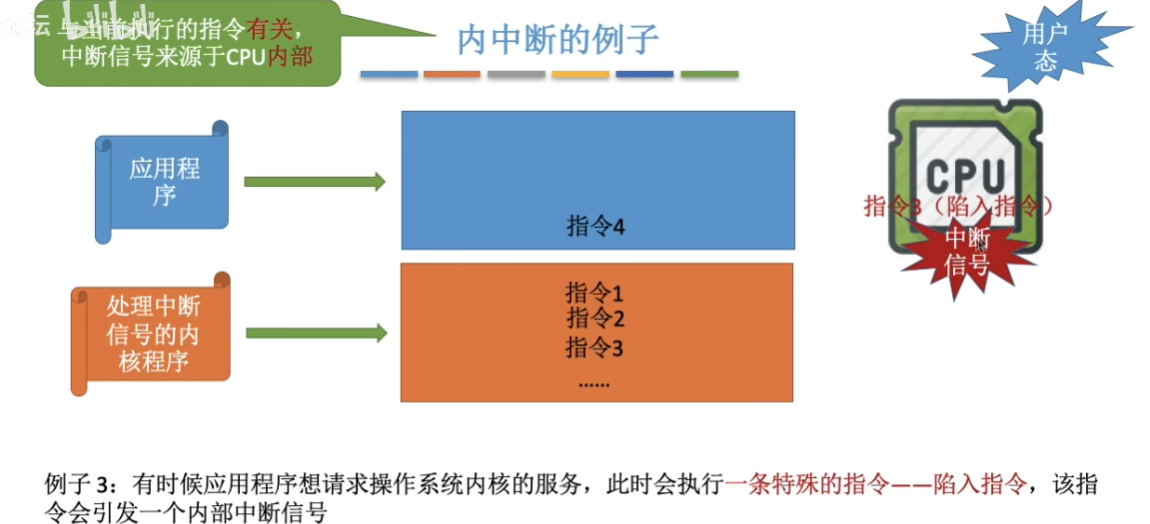 论坛
与当前执行的指令有关，
中断信号来源于CPU内部
内中断的例子
用户
态
应用程
序
指令4
CPU
指令3（陷入指令）
中断
信号
处理中断
信号的内
核程序
指令1
指令2
指令3
……
例子 3：有时候应用程序想请求操作系统内核的服务，此时会执行一条特殊的指令——陷入指令，该指
令会引发一个内部中断信号